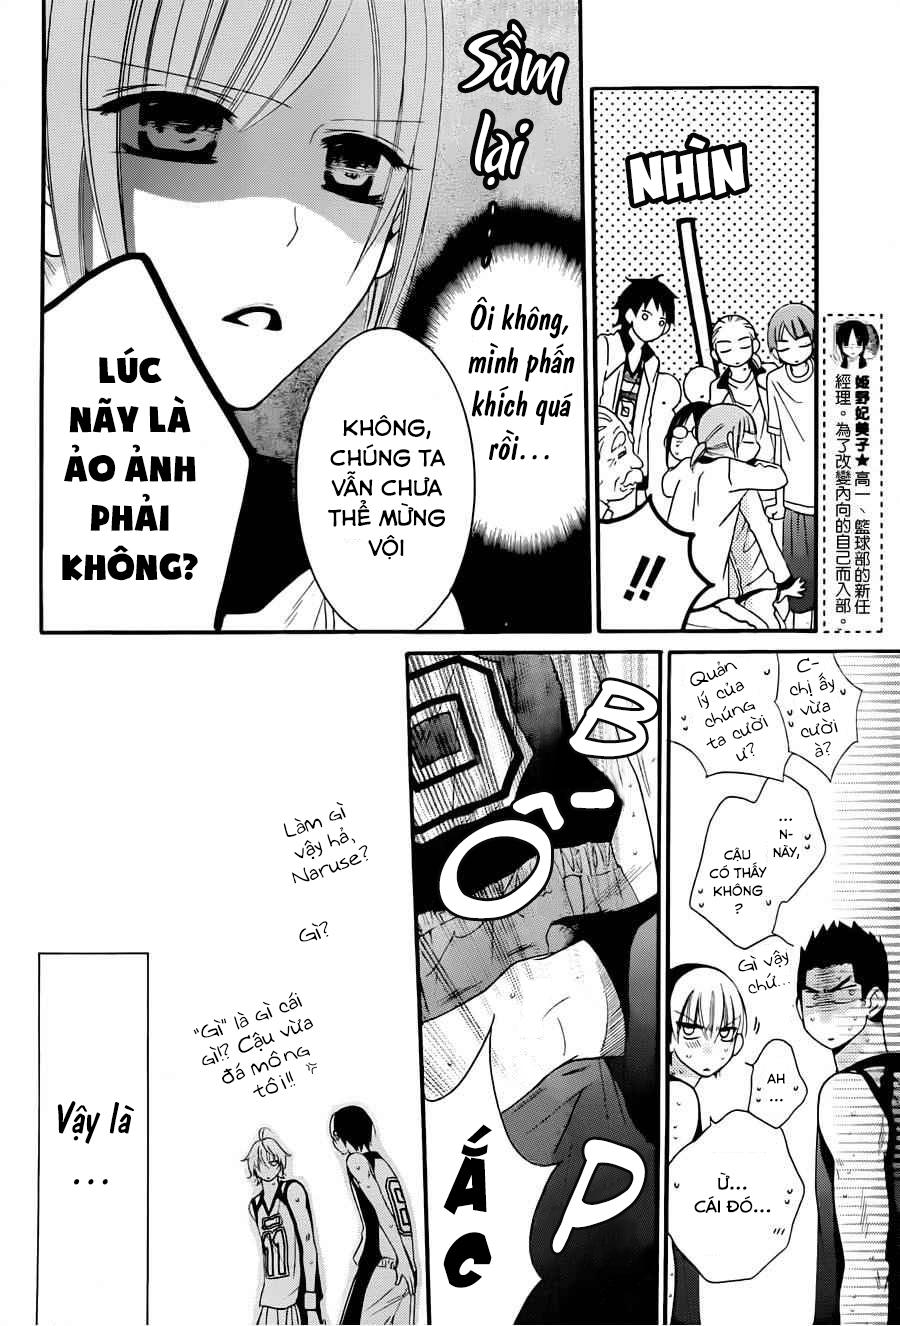 NHÌN
!!
姬野妃美子★高一、籃球部的新任
經理。為了改變內向的自己而入部。
Sầm
lại
...
Ôi không,
mình phấn
khích quá
rồi...
KHÔNG,
CHÚNG TA
VẪN CHƯA
THỂ MỪNG
VỘI
LÚC
NÃY LÀ
ẢO ẢNH
PHẢI
KHÔNG?
C-
chị ấy
vừa
cười
à?
Quản
lý của
chúng
ta cười
ư?
...
N-
NÀY,
CẬU
CÓ THẤY
KHÔNG
?
Gì vậy
chứ...
AH
...
Ừ...
CÁI ĐÓ...
BỐP
ẮC
Làm gì
vậy hả,
Naruse?
Gì?
"Gì" là gì cái
gì!? Cậu vừa
đá mông
tôi!!
11
Vậy là
...